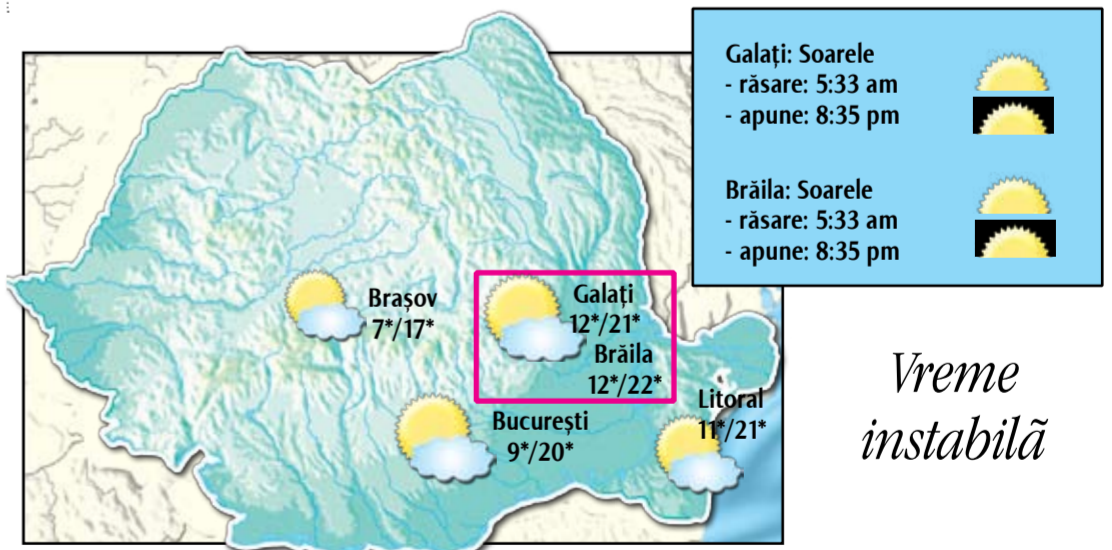 Galați: Soarele
- răsare: 5:33 am
- apune: 8:35 pm
Brăila: Soarele
- răsare: 5:33 am
- apune: 8:35 pm
Brașov
7*/17*
Galați
12*/21*
Brăila
12*/22*
București
9*/20*
Litoral
11*/21*
Vreme
instabilã